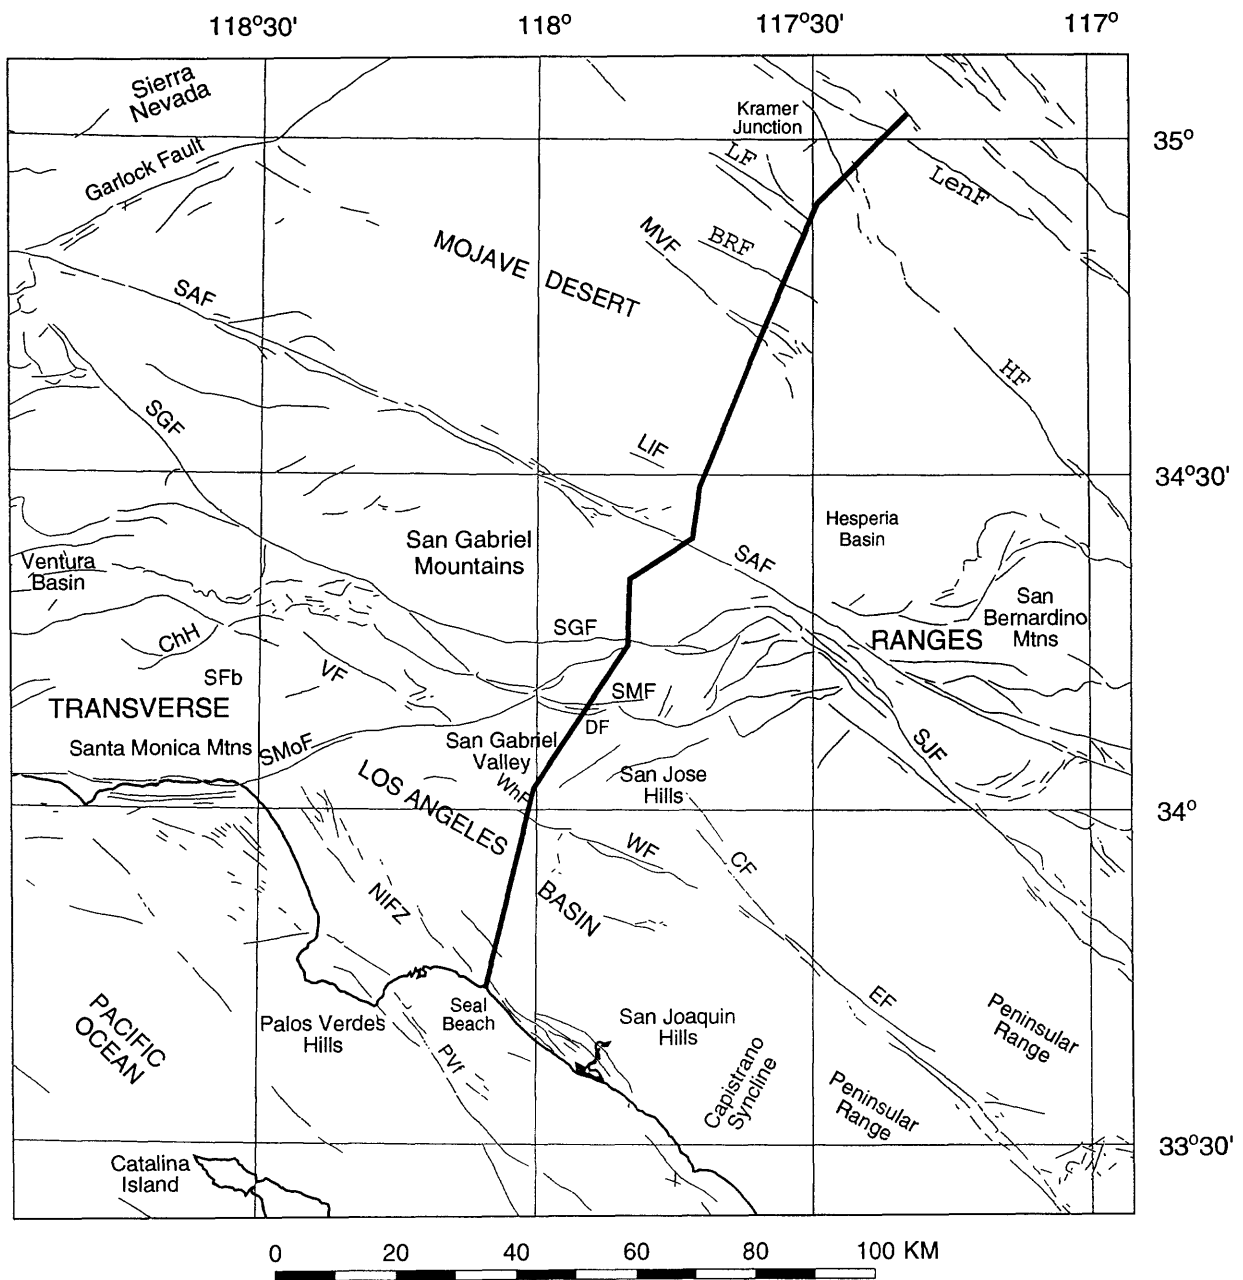 118°30'
118°
117°30'
117°
Sierra
Nevada
Kramer
Junction
35°
Garlock Fault
LF
LenF
MVF
BRF
MOJAVE DESERT
SAF
HF
SGF
LlF
34°30'
San Gabriel
Mountains
Hesperia
Basin
Ventura
Basin
SAF
San
Bernardino
Mtns
ChH
SGF
RANGES
SFb
VF
SMF
TRANSVERSE
DF
Santa Monica Mtns
SMoF
San Gabriel
Valley
SJF
WhF
San Jose
Hills
LOS ANGELES
34°
WF
CF
NIFZ
BASIN
EF
PACIFIC
OCEAN
Palos Verdes
Hills
Seal
Beach
San Joaquin
Hills
Peninsular
Range
PVf
Capistrano
Syncline
Peninsular
Range
33°30'
Catalina
Island
0 20 40 60 80 100 KM